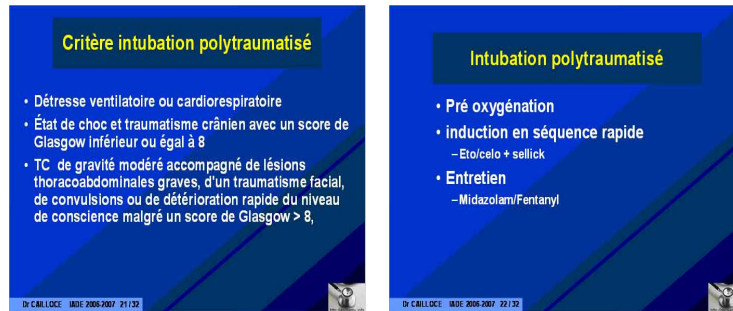 Critère intubation polytraumatisé
• Détresse ventilatoire ou cardiorespiratoire
• État de choc et traumatisme crânien avec un score de
Glasgow inférieur ou égal à 8
• TC de gravité modéré accompagné de lésions
thoracoabdominales graves, d'un traumatisme facial,
de convulsions ou de détérioration rapide du niveau
de conscience malgré un score de Glasgow > 8,
Dr CAILLOCE IADE 2006-2007 21 / 32
Intubation polytraumatisé
• Pré oxygénation
• induction en séquence rapide
–Eto/celo + sellick
• Entretien
–Midazolam/Fentanyl
Dr CAILLOCE IADE 2006-2007 22 / 32